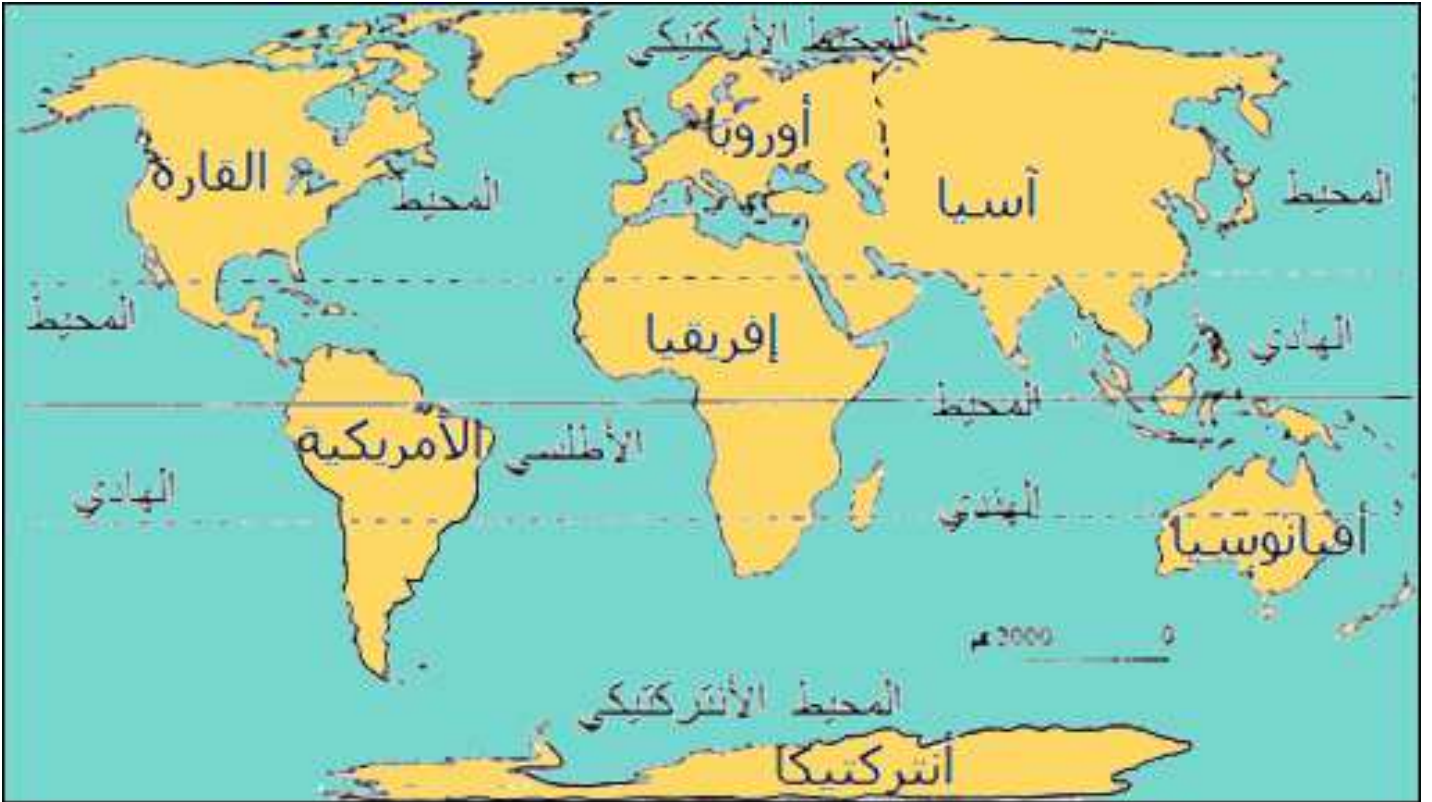 المحيط الأركتيكي
أوروبا
القارة
آسيا
المحيط
المحيط
المحيط
إفريقيا
الهادي
المحيط
الأمريكية
الأطلسي
الهادي
الهندي
أقيانوسيا
0 2000 كم
المحيط الأنتركتيكي
أنتركتيكا